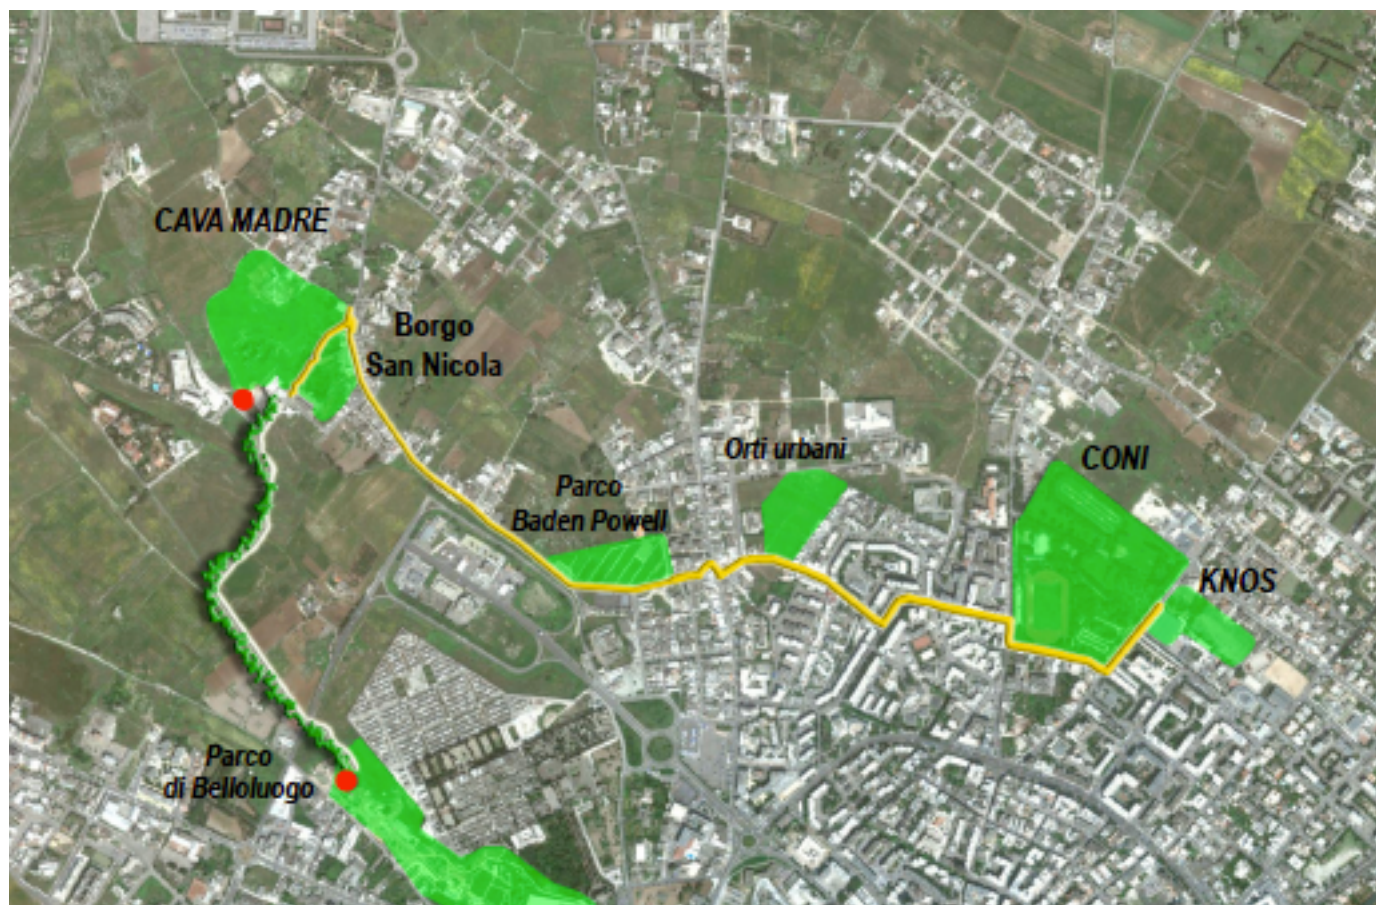 CAVA MADRE
Borgo
San Nicola
Orti urbani
CONI
Parco
Baden Powell
KNOS
Parco
di Belloluogo